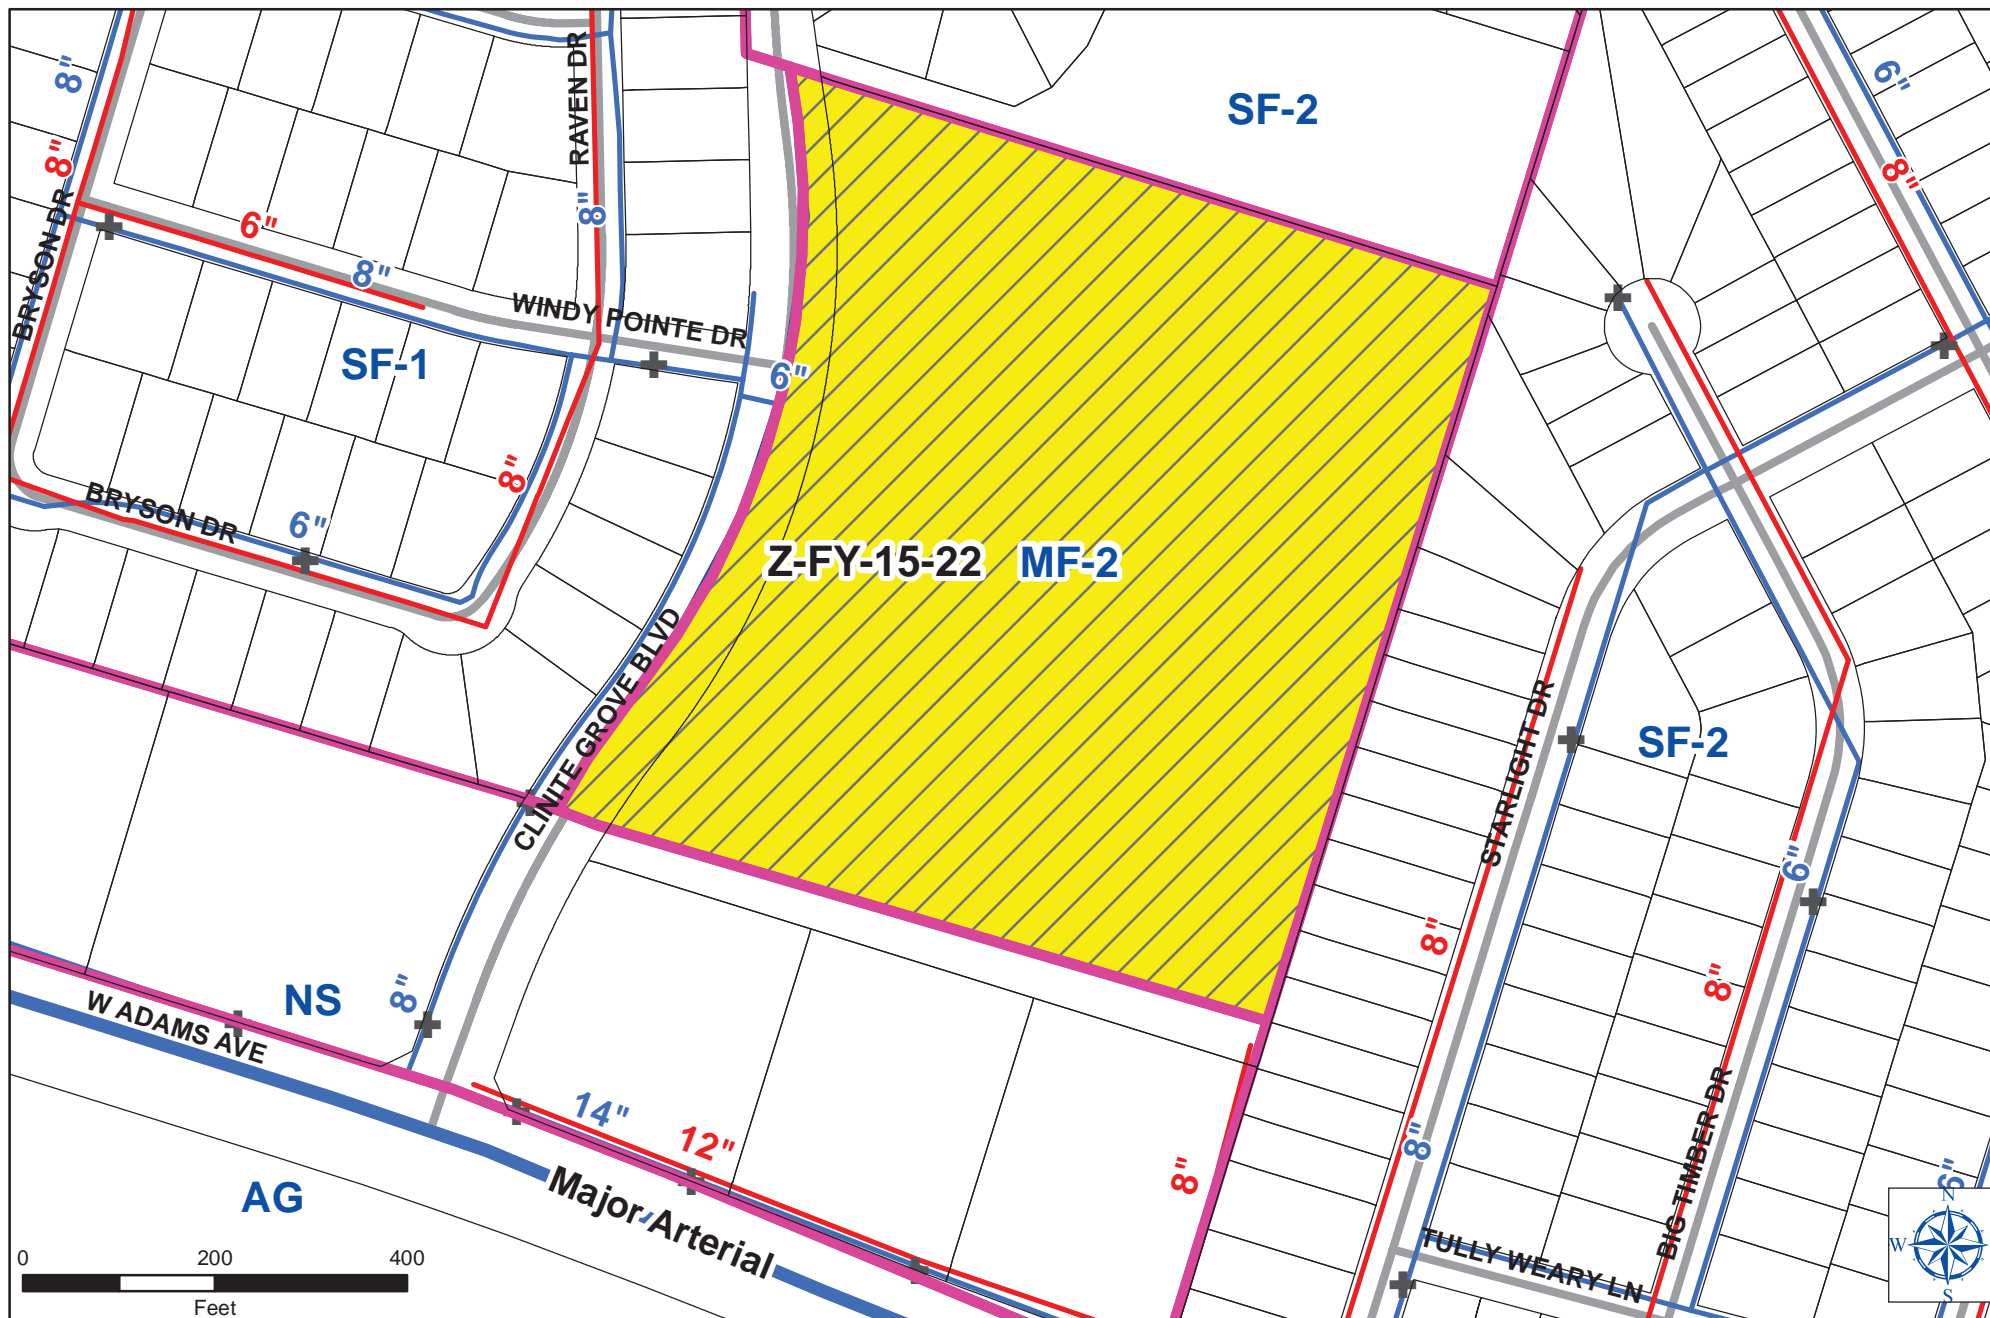 8"
RAVEN DR
6"
SF-2
8"
8"
BRYSON DR
6"
8"
8"
WINDY POINTE DR
SF-1
6"
8"
BRYSON DR
6"
Z-FY-15-22 MF-2
CLINITE GROVE BLVD
STARLIGHT DR
SF-2
6"
8"
8"
NS
8"
W ADAMS AVE
14"
12"
8"
8"
BIG TIMBER DR
6"
AG
Major Arterial
TULLY WEARY LN
N
W
S
0 200 400
Feet